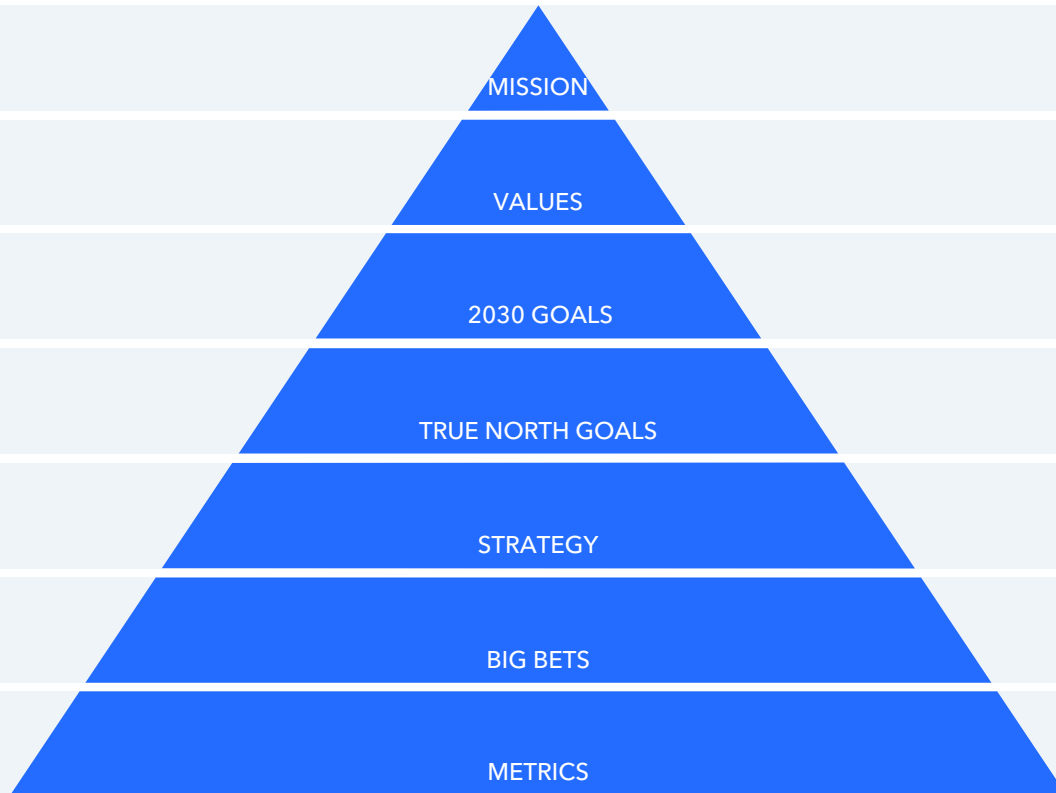 MISSION
VALUES
2030 GOALS
TRUE NORTH GOALS
STRATEGY
BIG BETS
METRICS